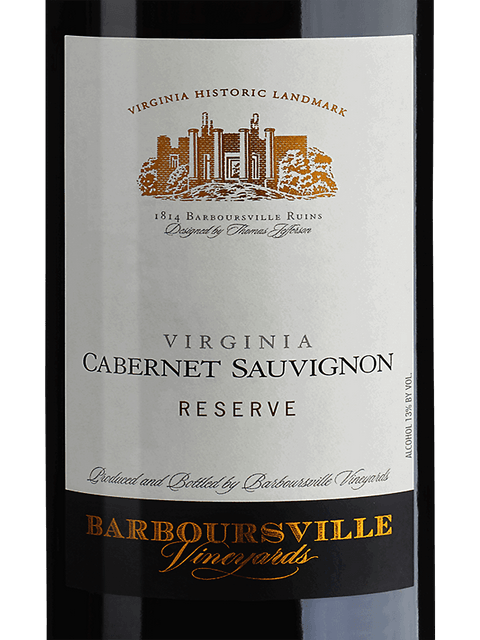 VIRGINIA HISTORIC LANDMARK
1814 BARBOURSVILLE RUINS
Designed by Thomas Jefferson
VIRGINIA
CABERNET SAUVIGNON
RESERVE
ALCOHOL 13% BY VOL.
Produced and Bottled by Barboursville Vineyards
BARBOURSVILLE
Vineyards